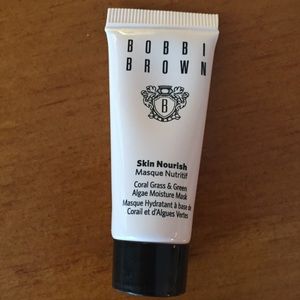 BOBBI
BROWN
B
Skin Nourish
Masque Nutritif
Coral Grass & Green
Algae Moisture Mask
Masque Hydratant à base de
Corail et d'Algues Vertes